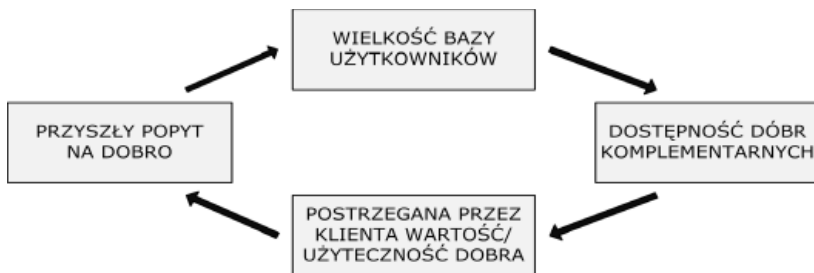 WIELKOŚĆ BAZY
UŻYTKOWNIKÓW
PRZYSZŁY POPYT
NA DOBRO
DOSTĘPNOŚĆ DÓBR
KOMPLEMENTARNYCH
POSTRZEGANA PRZEZ
KLIENTA WARTOŚĆ/
UŻYTECZNOŚĆ DOBRA